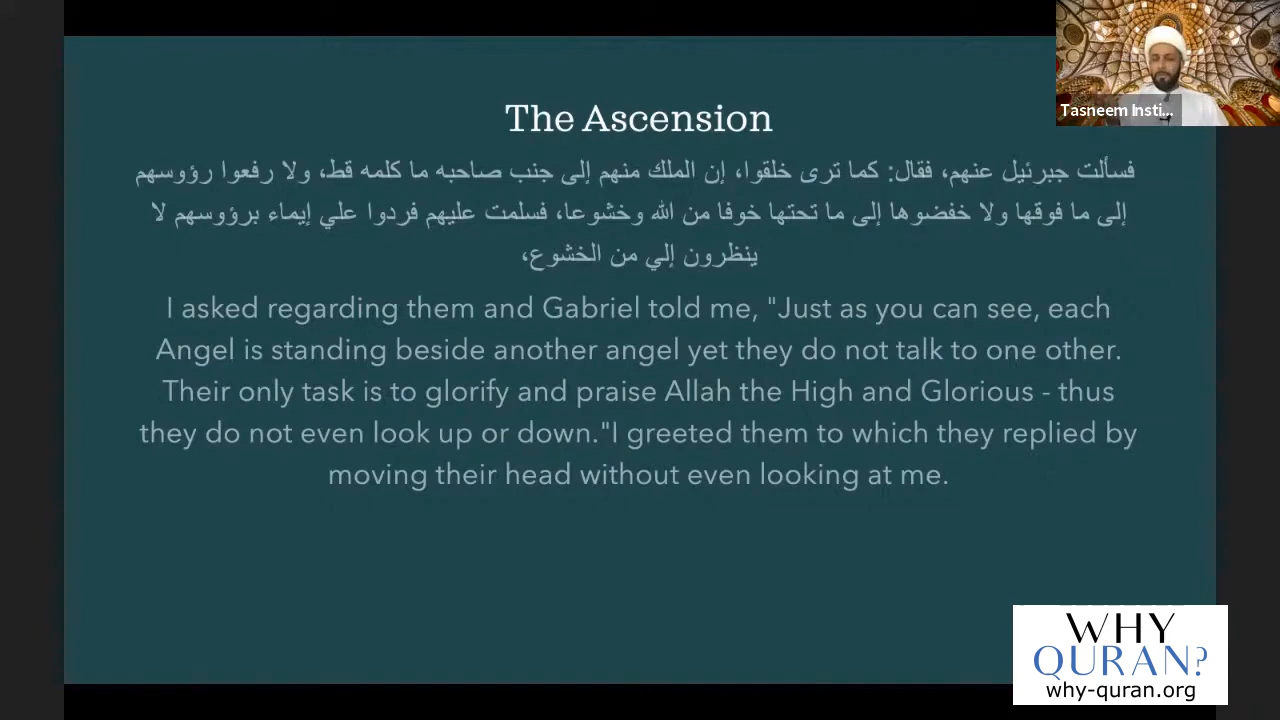 Tasneem Insti...
The Ascension
فسألت جبرئيل عنهم، فقال: كما ترى خلقوا، إن الملك منهم إلى جنب صاحبه ما كلمه قط، ولا رفعوا رؤوسهم
إلى ما فوقها ولا خفضوها إلى ما تحتها خوفا من الله وخشوعا، فسلمت عليهم فردوا علي إيماء برؤوسهم لا
ينظرون إلي من الخشوع،
I asked regarding them and Gabriel told me, "Just as you can see, each
Angel is standing beside another angel yet they do not talk to one other.
Their only task is to glorify and praise Allah the High and Glorious - thus
they do not even look up or down."I greeted them to which they replied by
moving their head without even looking at me.
WHY
QURAN?
why-quran.org